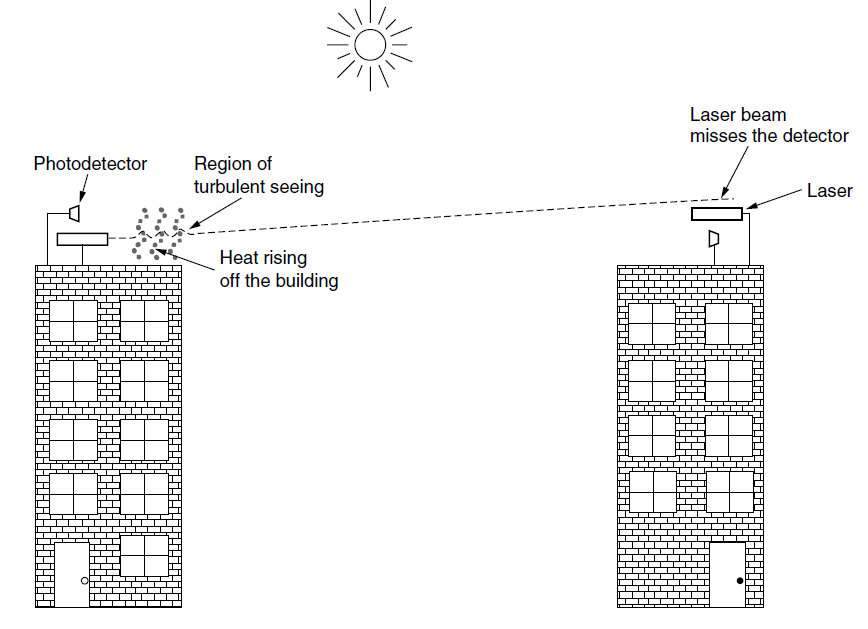 Laser beam
misses the detector
Photodetector
Region of
turbulent seeing
Laser
Heat rising
off the building